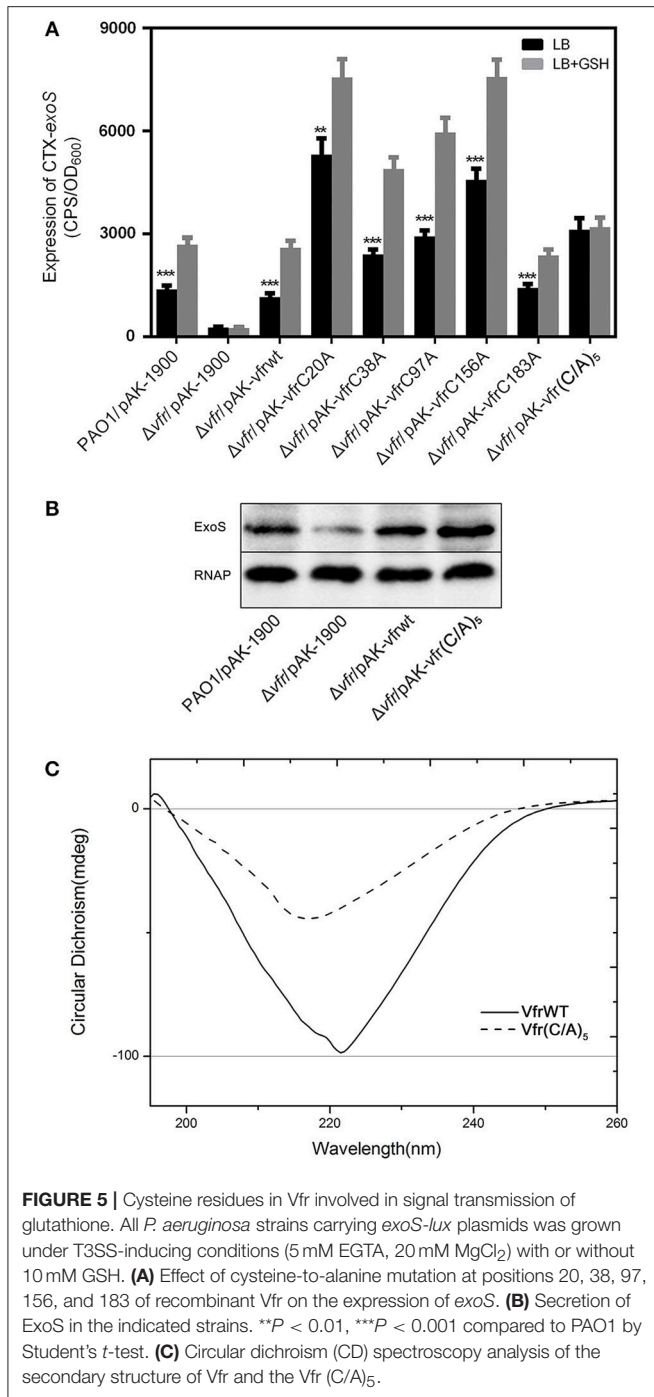 A
9000
6000
3000
0
Expression of CTX-exoS
(CPS/OD600)
LB
LB+GSH
***
***
**
***
***
***
***
PAO1/pAK-1900
Δvfr/ pAK-1900
Δvfr/ pAK-vfrwt
Δvfr/ pAK-vfrC20A
Δvfr/ pAK-vfrC38A
Δvfr/ pAK-vfrC97A
Δvfr/ pAK-vfrC156A
Δvfr/ pAK-vfrC183A
Δvfr/ pAK-vfr(C/A)5
B
ExoS
RNAP
PAO1/pAK-1900
Δvfr/pAK-1900
Δvfr/pAK-vfrwt
Δvfr/pAK-vfr(C/A)5
C
0
-100
Circular Dichroism(mdeg)
VfrWT
Vfr(C/A)5
200
220
240
260
Wavelength(nm)
FIGURE 5 | Cysteine residues in Vfr involved in signal transmission of
glutathione. All P. aeruginosa strains carrying exoS-lux plasmids was grown
under T3SS-inducing conditions (5 mM EGTA, 20 mM MgCl2) with or without
10 mM GSH. (A) Effect of cysteine-to-alanine mutation at positions 20, 38, 97,
156, and 183 of recombinant Vfr on the expression of exoS. (B) Secretion of
ExoS in the indicated strains. **P < 0.01, ***P < 0.001 compared to PAO1 by
Student's t-test. (C) Circular dichroism (CD) spectroscopy analysis of the
secondary structure of Vfr and the Vfr (C/A)5.